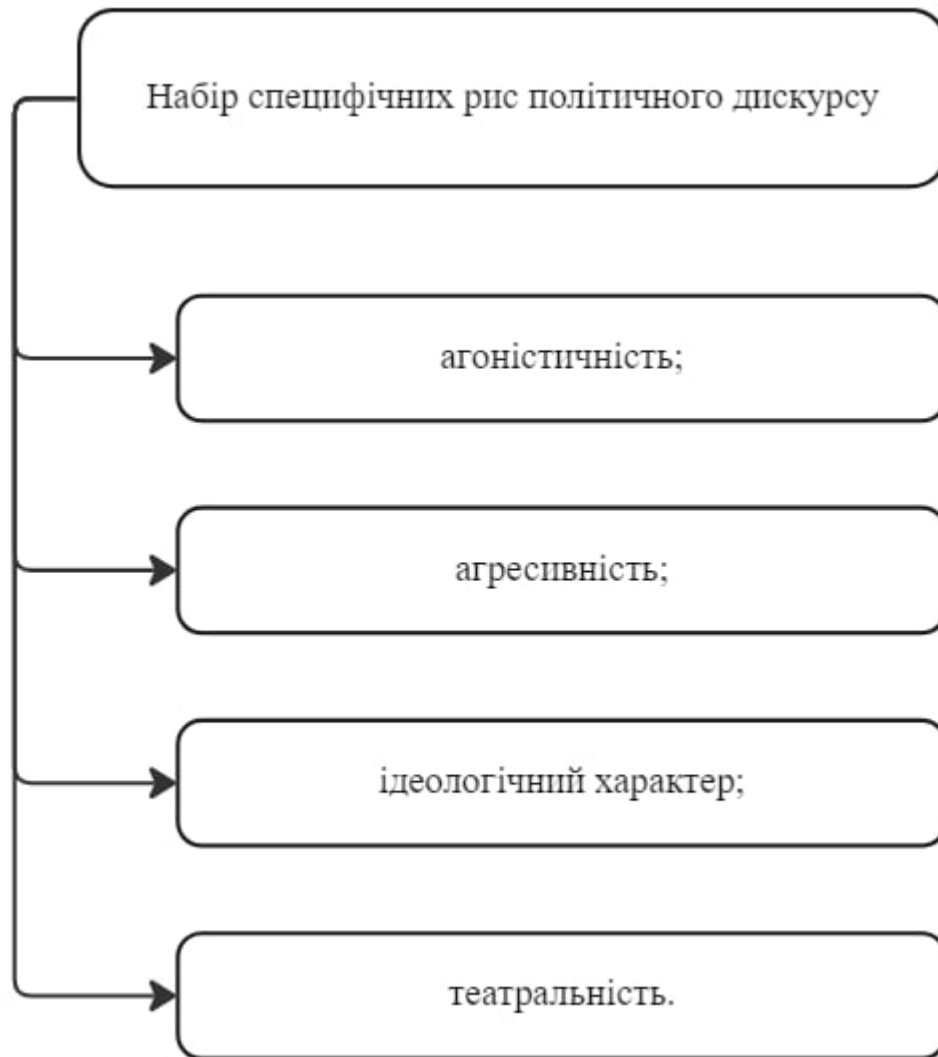 Набір специфічних рис політичного дискурсу
агоністичність;
агресивність;
ідеологічний характер;
театральність.